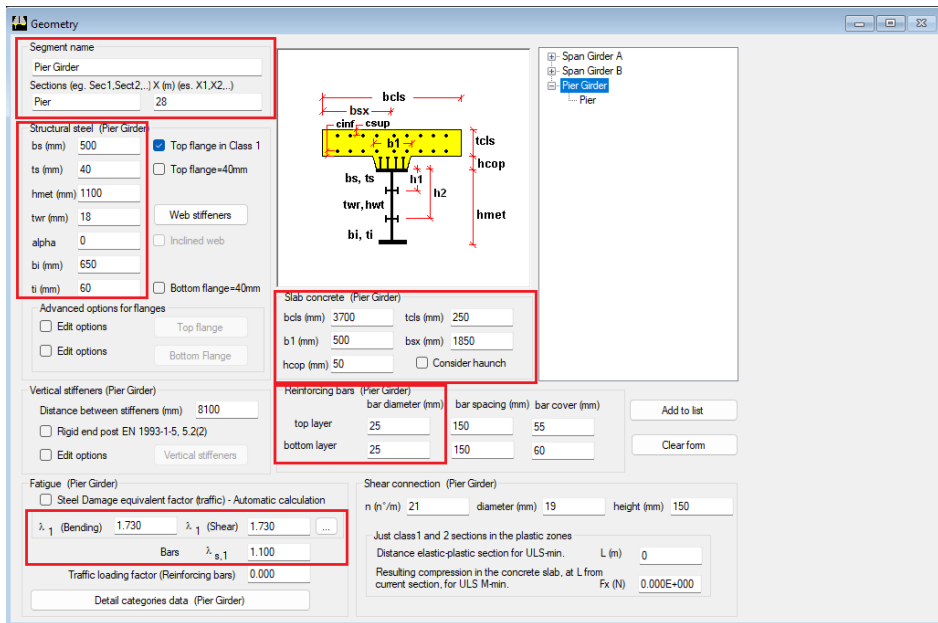 Geometry
Segment name
Pier Girder
Sections (eg. Sec1,Sect2,..) X (m) (es. X1,X2,..)
Pier 28
Structural steel (Pier Girder)
bs (mm) 500 Top flange in Class 1
ts (mm) 40 Top flange=40mm
hmet (mm) 1100
twr (mm) 18 Web stiffeners
alpha 0 Inclined web
bi (mm) 650
ti (mm) 60 Bottom flange=40mm
Advanced options for flanges
Edit options Top flange
Edit options Bottom Flange
bcls
bsx
cinf csup
b1 tcls
hcop
bs, ts h1
h2
twr, hwt hmet
bi, ti
Span Girder A
Span Girder B
Pier Girder
Pier
Slab concrete (Pier Girder)
bcls (mm) 3700 tcls (mm) 250
b1 (mm) 500 bsx (mm) 1850
hcop (mm) 50 Consider haunch
Vertical stiffeners (Pier Girder)
Distance between stiffeners (mm) 8100
Rigid end post EN 1993-1-5, 5.2(2)
Edit options Vertical stiffeners
Reinforcing bars (Pier Girder)
bar diameter (mm) bar spacing (mm) bar cover (mm)
top layer 25 150 55
bottom layer 25 150 60
Add to list
Clear form
Fatigue (Pier Girder)
Steel Damage equivalent factor (traffic) - Automatic calculation
λ 1 (Bending) 1.730 λ 1 (Shear) 1.730 ...
Bars λ s,1 1.100
Traffic loading factor (Reinforcing bars) 0.000
Detail categories data (Pier Girder)
Shear connection (Pier Girder)
n (n°/m) 21 diameter (mm) 19 height (mm) 150
Just class1 and 2 sections in the plastic zones
Distance elastic-plastic section for ULS-min. L (m) 0
Resulting compression in the concrete slab, at L from
current section, for ULS M-min. Fx (N) 0.000E+000